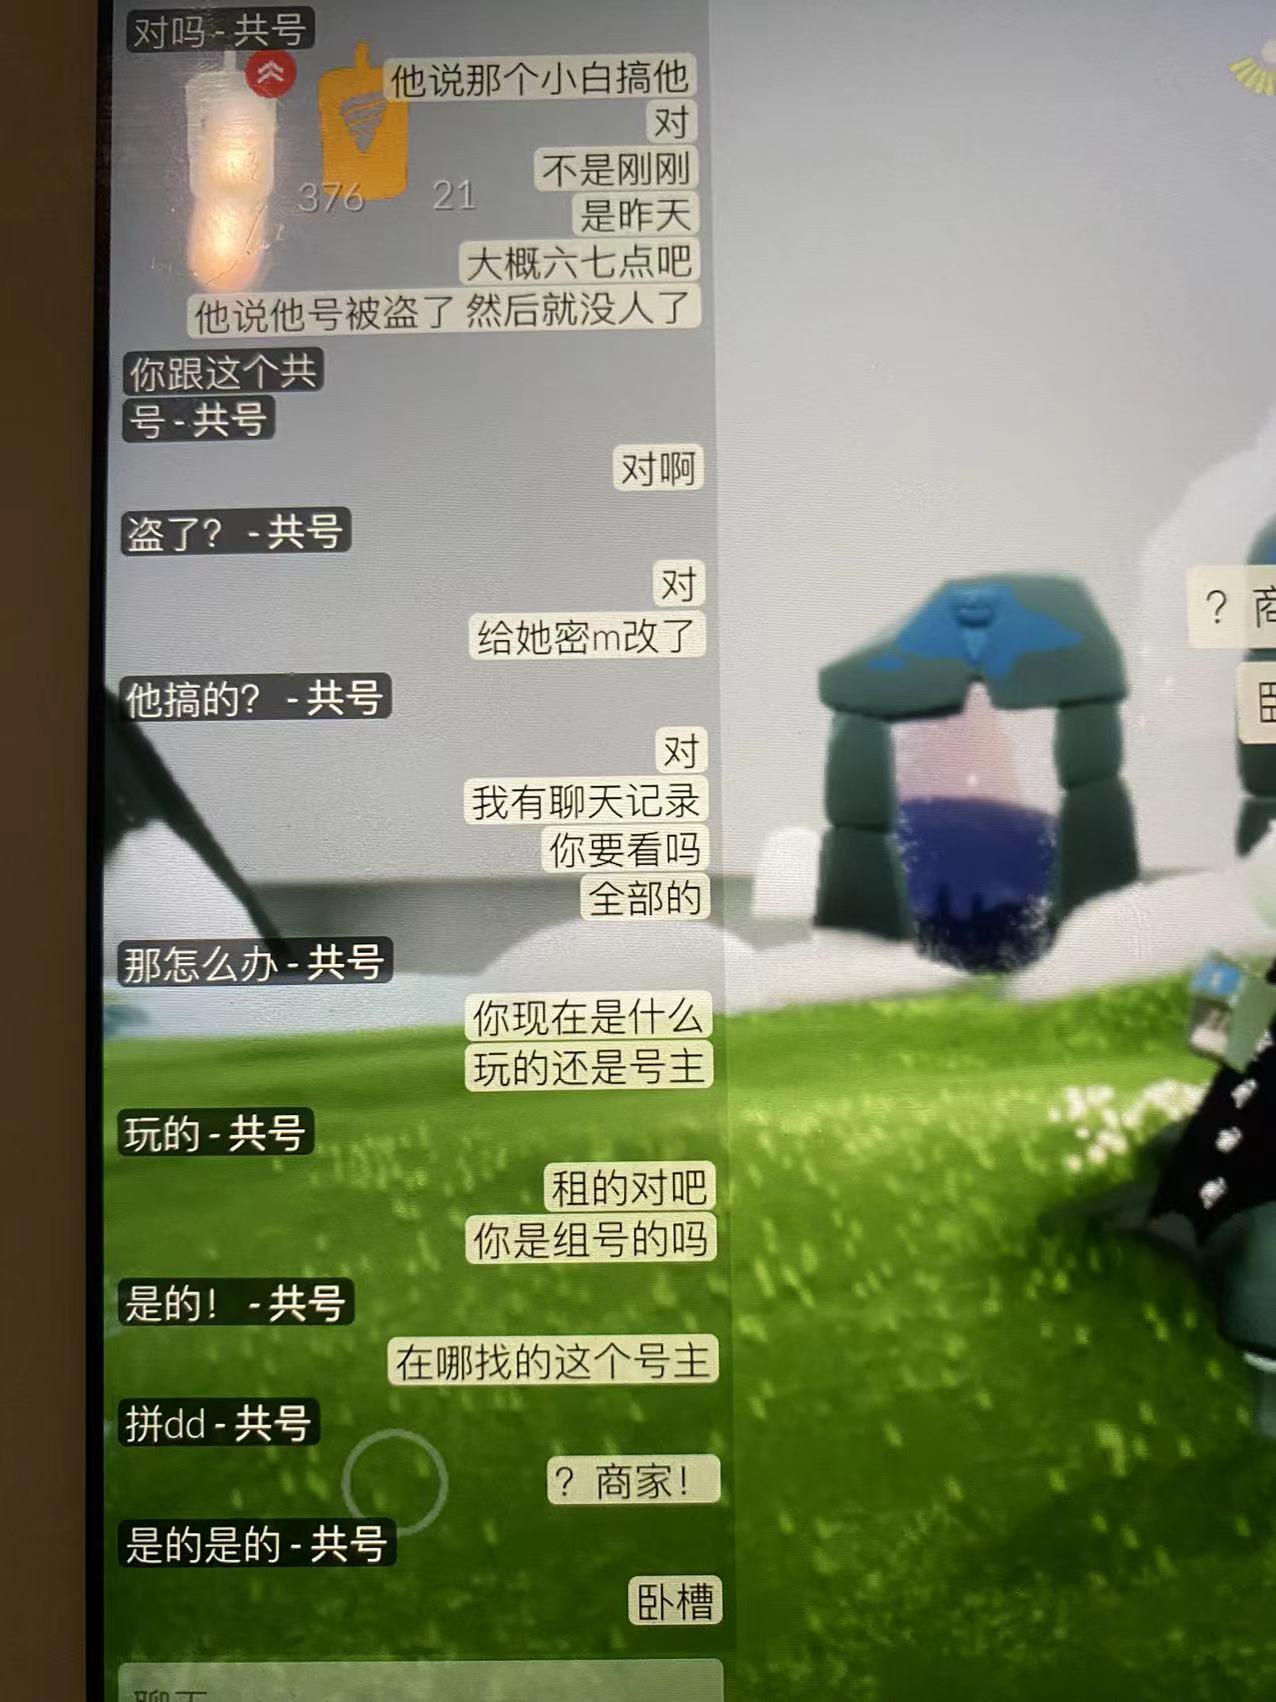 对吗 - 共号
他说那个小白搞他
对
376
21
不是刚刚
是昨天
大概六七点吧
他说他号被盗了 然后就没人了
你跟这个共
号 - 共号
对啊
盗了？ - 共号
对
？商
给她密m改了
他搞的？ - 共号
对
我有聊天记录
你要看吗
全部的
那怎么办 - 共号
你现在是什么
玩的还是号主
玩的 - 共号
租的对吧
你是组号的吗
是的！ - 共号
在哪找的这个号主
拼dd - 共号
？商家！
是的是的 - 共号
卧槽